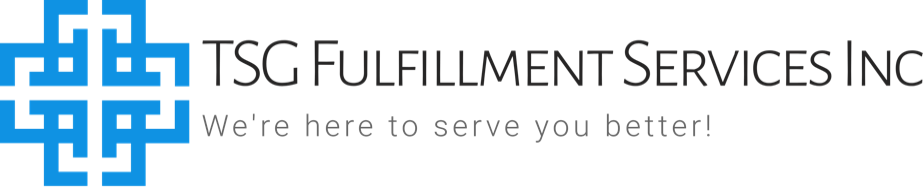 TSG Fulfillment Services Inc
We're here to serve you better!